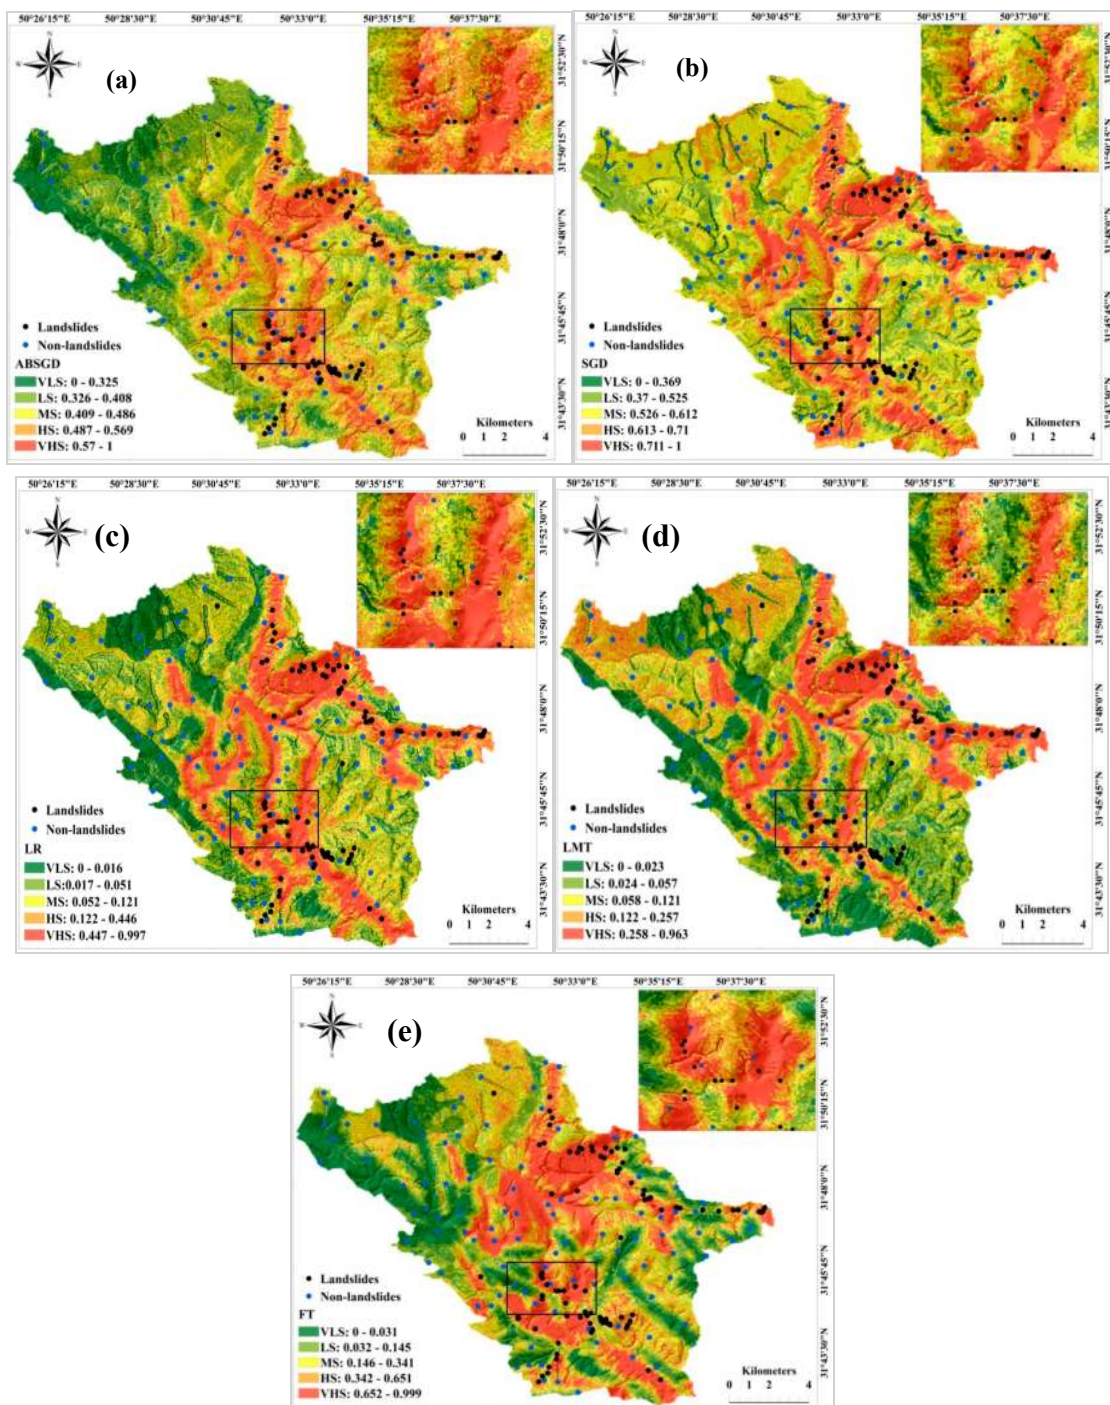 50°26'15"E 50°28'30"E 50°30'45"E 50°33'0"E 50°35'15"E 50°37'30"E
N
W E
S
(a)
31°52'30"N
31°50'15"N
31°48'0"N
31°45'45"N
31°43'30"N
Landslides
Non-landslides
ABSGD
VLS: 0 - 0.325
LS: 0.326 - 0.408
MS: 0.409 - 0.486
HS: 0.487 - 0.569
VHS: 0.57 - 1
Kilometers
0 1 2 4
50°26'15"E 50°28'30"E 50°30'45"E 50°33'0"E 50°35'15"E 50°37'30"E
N
W E
S
(b)
31°52'30"N
31°50'15"N
31°48'0"N
31°45'45"N
31°43'30"N
Landslides
Non-landslides
SGD
VLS: 0 - 0.369
LS: 0.37 - 0.525
MS: 0.526 - 0.612
HS: 0.613 - 0.71
VHS: 0.711 - 1
Kilometers
0 1 2 4
50°26'15"E 50°28'30"E 50°30'45"E 50°33'0"E 50°35'15"E 50°37'30"E
N
W E
S
(c)
31°52'30"N
31°50'15"N
31°48'0"N
31°45'45"N
31°43'30"N
Landslides
Non-landslides
LR
VLS: 0 - 0.016
LS:0.017 - 0.051
MS: 0.052 - 0.121
HS: 0.122 - 0.446
VHS: 0.447 - 0.997
Kilometers
0 1 2 4
50°26'15"E 50°28'30"E 50°30'45"E 50°33'0"E 50°35'15"E 50°37'30"E
N
W E
S
(d)
31°52'30"N
31°50'15"N
31°48'0"N
31°45'45"N
31°43'30"N
Landslides
Non-landslides
LMT
VLS: 0 - 0.023
LS: 0.024 - 0.057
MS: 0.058 - 0.121
HS: 0.122 - 0.257
VHS: 0.258 - 0.963
Kilometers
0 1 2 4
50°26'15"E 50°28'30"E 50°30'45"E 50°33'0"E 50°35'15"E 50°37'30"E
N
W E
S
(e)
31°52'30"N
31°50'15"N
31°48'0"N
31°45'45"N
31°43'30"N
Landslides
Non-landslides
FT
VLS: 0 - 0.031
LS: 0.032 - 0.145
MS: 0.146 - 0.341
HS: 0.342 - 0.651
VHS: 0.652 - 0.999
Kilometers
0 1 2 4